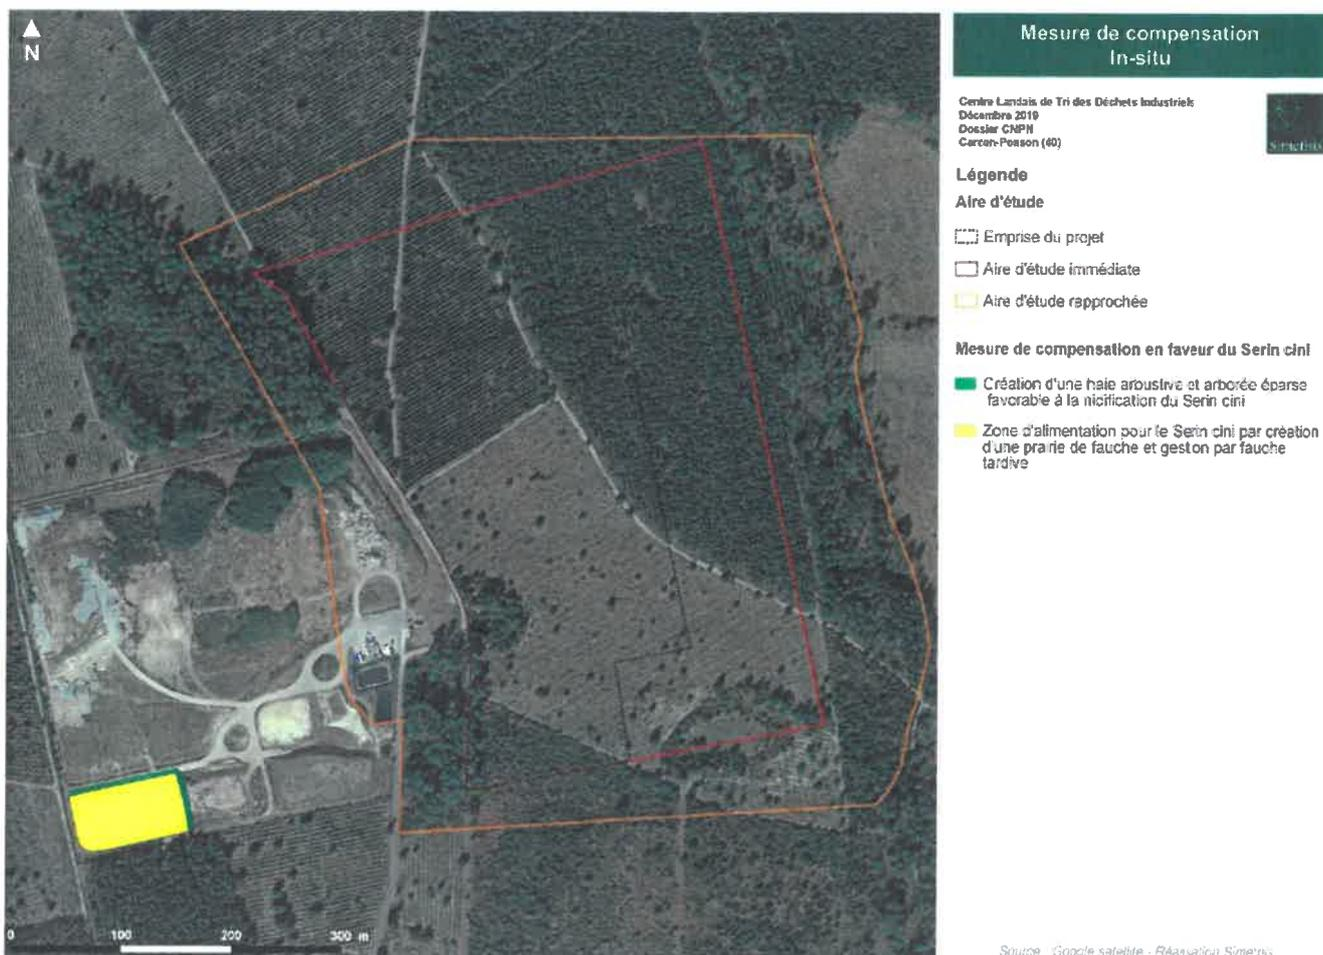 N
Mesure de compensation
In-situ
Centre Landais de Tri des Déchets Industriels
Décembre 2019
Dossier CNPN
Carcen-Ponson (40)
Simethis
Légende
Aire d'étude
Emprise du projet
Aire d'étude immédiate
Aire d'étude rapprochée
Mesure de compensation en faveur du Serin cini
Création d'une haie arbustive et arborée éparse
favorable à la nidification du Serin cini
Zone d'alimentation pour le Serin cini par création
d'une prairie de fauche et gestion par fauche
tardive
0 100 200 300 m
Source : Google satellite - Réalisation Simethis